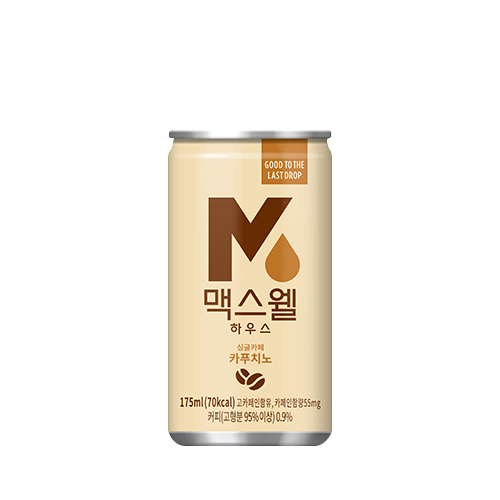 GOOD TO THE
LAST DROP
M
맥스웰
하우스
싱글카페
카푸치노
175ml(70kcal) 고카페인함유, 카페인함량55mg
커피(고형분 95% 이상) 0.9%